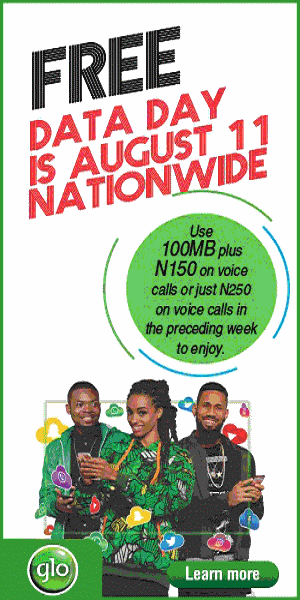 FREE
DATA DAY
IS AUGUST 11
NATIONWIDE
Use
100MB plus
N150 on voice
calls or just N250
on voice calls in
the preceding week
to enjoy.
glo
Learn more